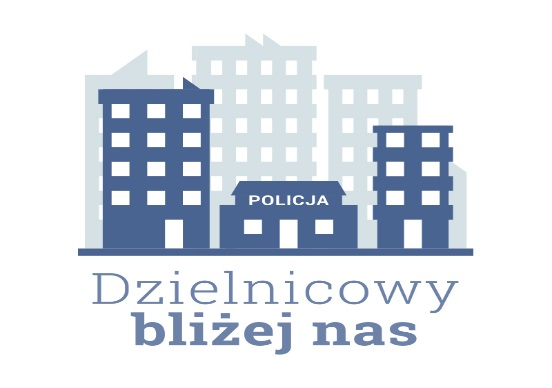 POLICJA
Dzielnicowy
bliżej nas